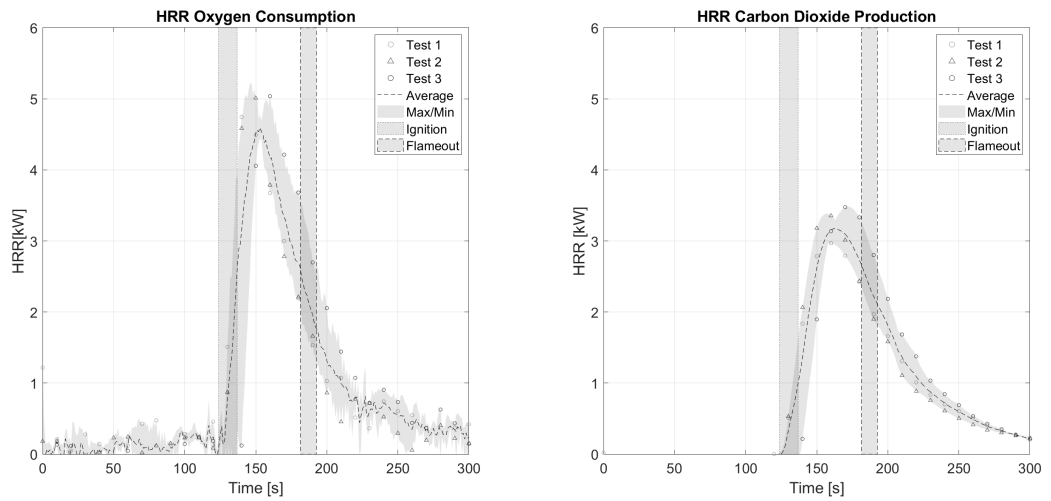 HRR Oxygen Consumption
6
5
4
3
2
1
0
HRR[kW]
0 50 100 150 200 250 300
Time [s]
Test 1
Test 2
Test 3
Average
Max/Min
Ignition
Flameout
HRR Carbon Dioxide Production
6
5
4
3
2
1
0
HRR [kW]
0 50 100 150 200 250 300
Time [s]
Test 1
Test 2
Test 3
Average
Max/Min
Ignition
Flameout